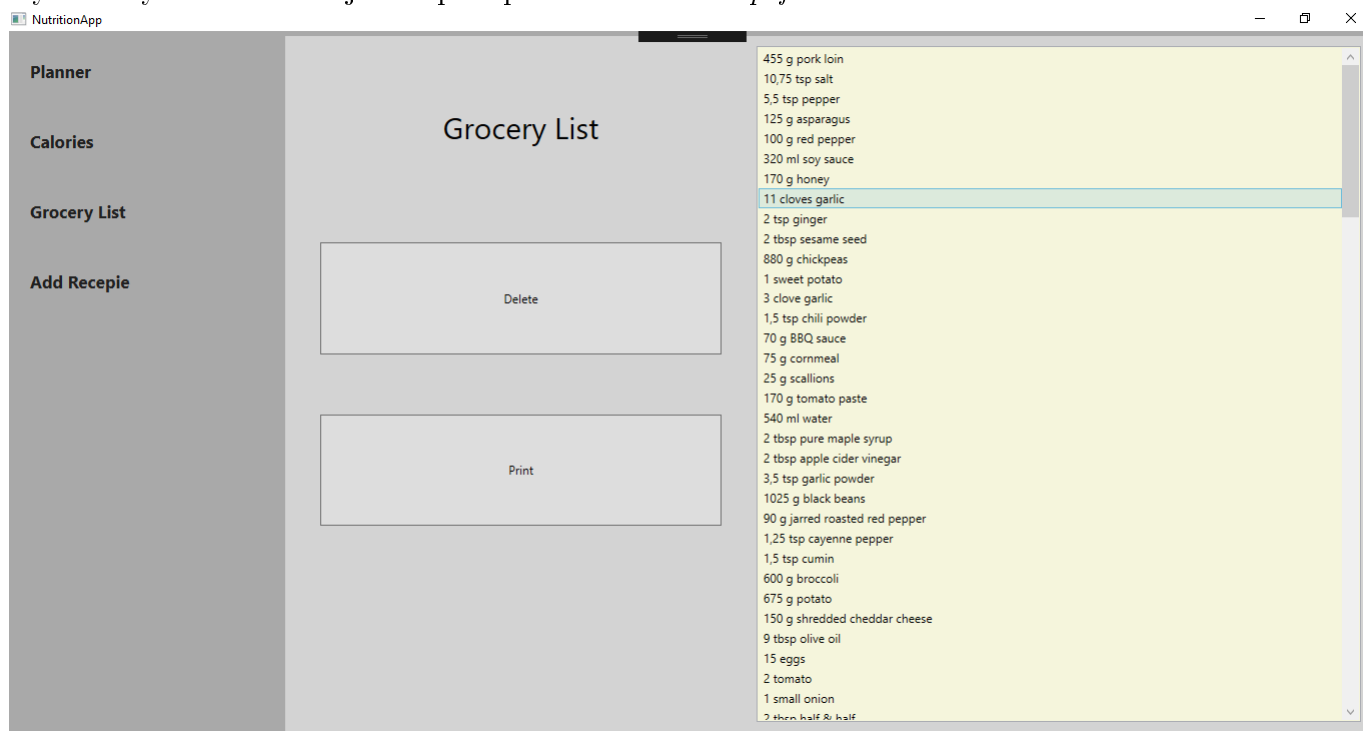 NutritionApp
Planner
Calories
Grocery List
Add Recepie
Grocery List
Delete
Print
455 g pork loin
10,75 tsp salt
5,5 tsp pepper
125 g asparagus
100 g red pepper
320 ml soy sauce
170 g honey
11 cloves garlic
2 tsp ginger
2 tbsp sesame seed
880 g chickpeas
1 sweet potato
3 clove garlic
1,5 tsp chili powder
70 g BBQ sauce
75 g cornmeal
25 g scallions
170 g tomato paste
540 ml water
2 tbsp pure maple syrup
2 tbsp apple cider vinegar
3,5 tsp garlic powder
1025 g black beans
90 g jarred roasted red pepper
1,25 tsp cayenne pepper
1,5 tsp cumin
600 g broccoli
675 g potato
150 g shredded cheddar cheese
9 tbsp olive oil
15 eggs
2 tomato
1 small onion
2 tbsp half & half